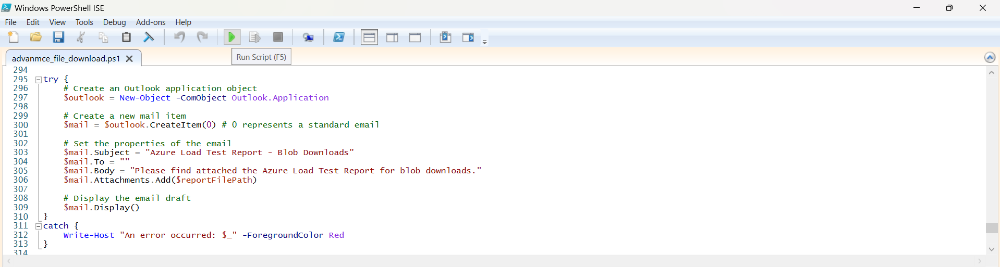 Windows PowerShell ISE
File Edit View Tools Debug Add-ons Help
advanmce_file_download.ps1
Run Script (F5)
294
295 try {
296     # Create an Outlook application object
297     $outlook = New-Object -ComObject Outlook.Application
298
299     # Create a new mail item
300     $mail = $outlook.CreateItem(0) # 0 represents a standard email
301
302     # Set the properties of the email
303     $mail.Subject = "Azure Load Test Report - Blob Downloads"
304     $mail.To = ""
305     $mail.Body = "Please find attached the Azure Load Test Report for blob downloads."
306     $mail.Attachments.Add($reportFilePath)
307
308     # Display the email draft
309     $mail.Display()
310 }
311 catch {
312     Write-Host "An error occurred: $_" -ForegroundColor Red
313 }
314